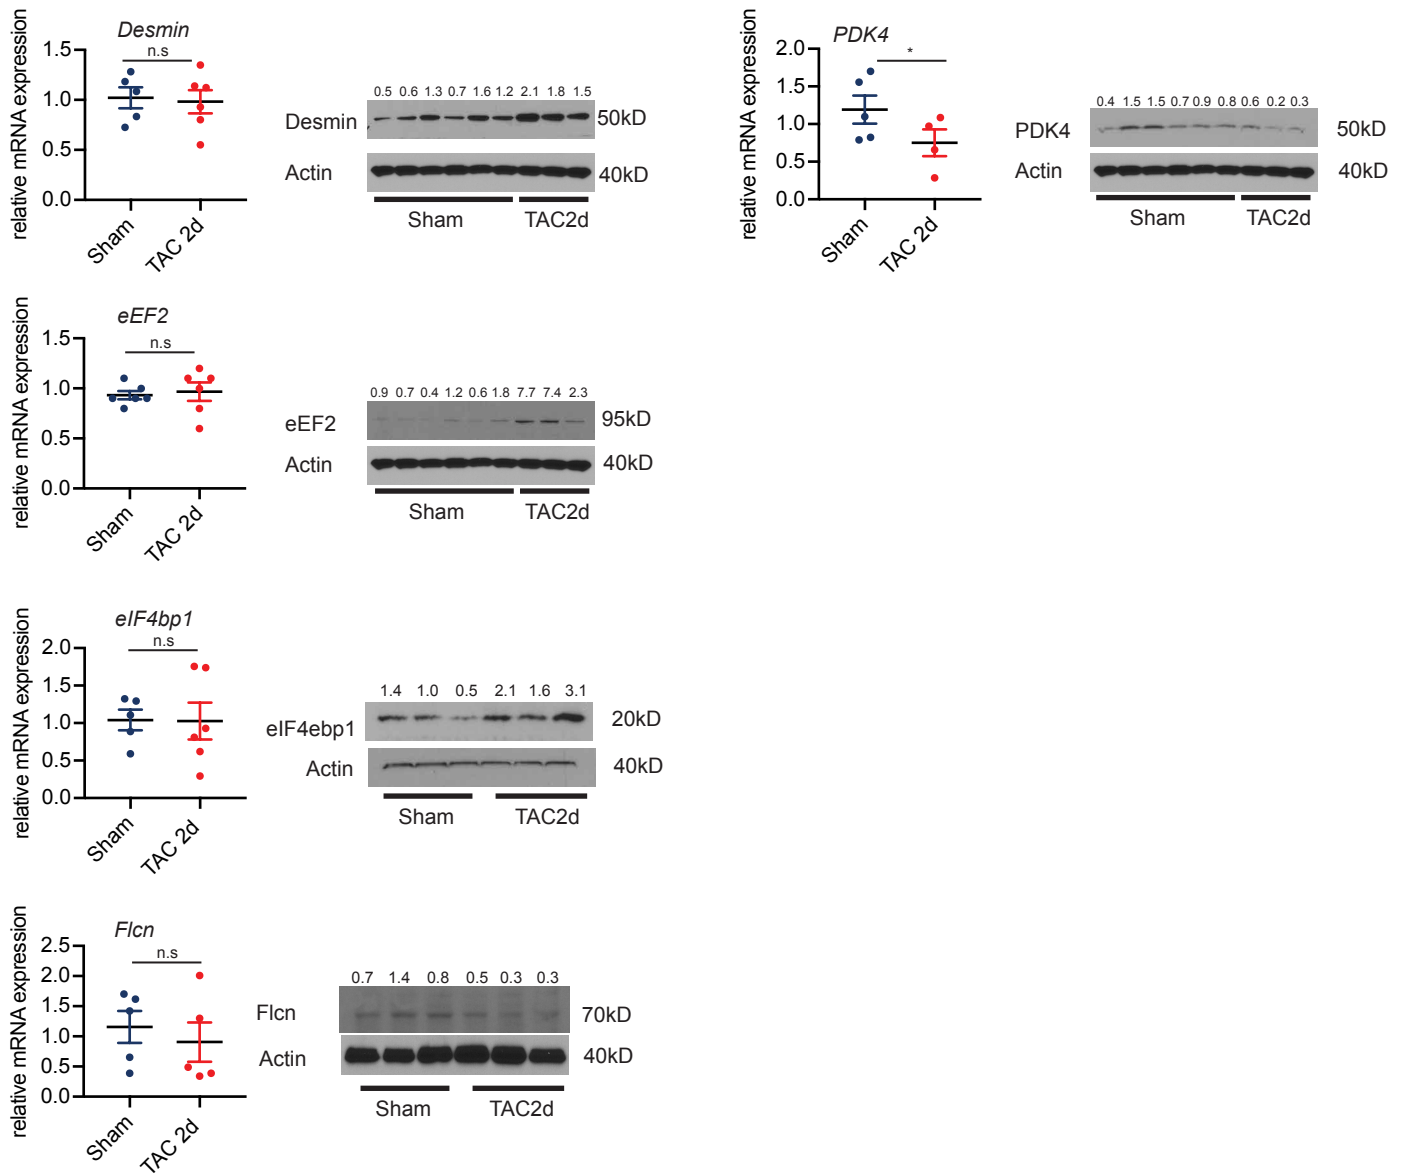 Desmin
n.s
relative mRNA expression
1.5
1.0
0.5
0.0
Sham
TAC 2d
0.5 0.6 1.3 0.7 1.6 1.2 2.1 1.8 1.5
Desmin
50kD
Actin
40kD
Sham
TAC2d
PDK4
*
relative mRNA expression
2.0
1.5
1.0
0.5
0.0
Sham
TAC 2d
0.4 1.5 1.5 0.7 0.9 0.8 0.6 0.2 0.3
PDK4
50kD
Actin
40kD
Sham
TAC2d
eEF2
n.s
relative mRNA expression
1.5
1.0
0.5
0.0
Sham
TAC 2d
0.9 0.7 0.4 1.2 0.6 1.8 7.7 7.4 2.3
eEF2
95kD
Actin
40kD
Sham
TAC2d
eIF4bp1
n.s
relative mRNA expression
2.0
1.5
1.0
0.5
0.0
Sham
TAC 2d
1.4 1.0 0.5 2.1 1.6 3.1
eIF4ebp1
20kD
Actin
40kD
Sham
TAC2d
Flcn
n.s
relative mRNA expression
2.5
2.0
1.5
1.0
0.5
0.0
Sham
TAC 2d
0.7 1.4 0.8 0.5 0.3 0.3
Flcn
70kD
Actin
40kD
Sham
TAC2d